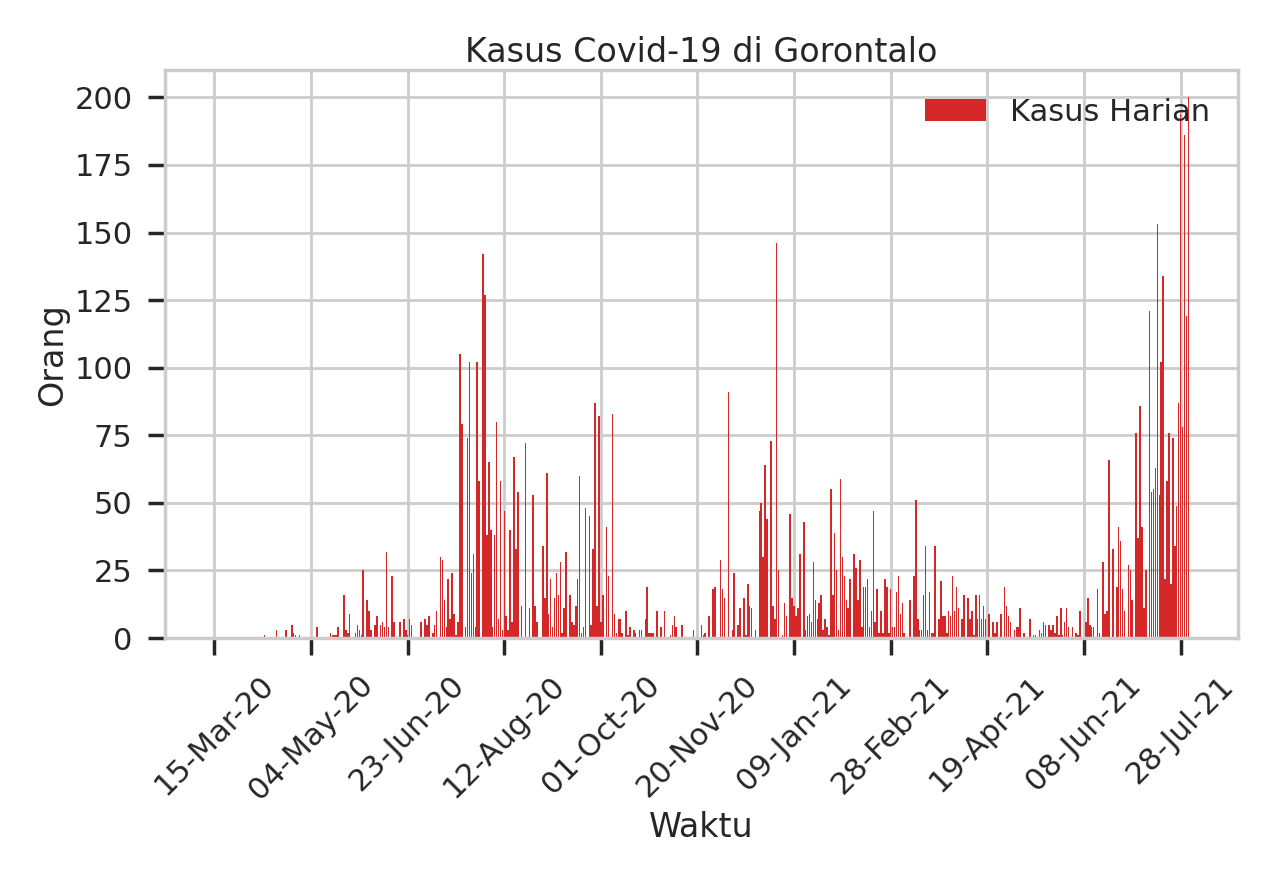 Kasus Covid-19 di Gorontalo
Kasus Harian
200
175
150
125
100
75
50
25
0
Orang
15-Mar-20
04-May-20
23-Jun-20
12-Aug-20
01-Oct-20
20-Nov-20
09-Jan-21
28-Feb-21
19-Apr-21
08-Jun-21
28-Jul-21
Waktu